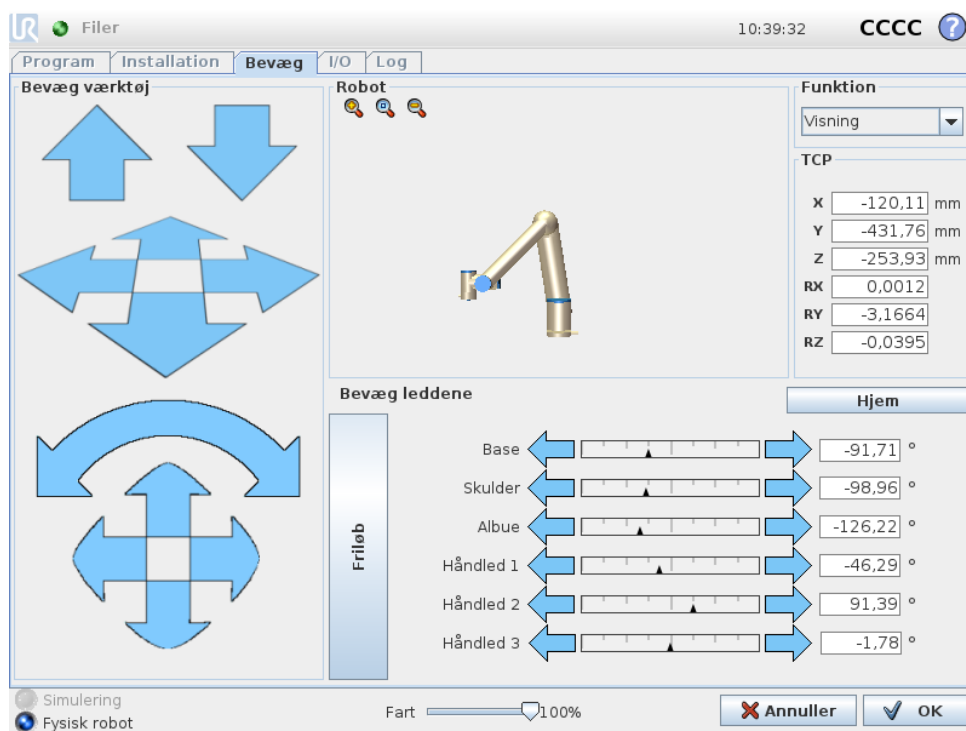 UR Filer 10:39:32 CCCC ?
Program Installation Bevæg I/O Log
Bevæg værktøj
Robot
Funktion
Visning
TCP
X -120,11 mm
Y -431,76 mm
Z -253,93 mm
RX 0,0012
RY -3,1664
RZ -0,0395
Bevæg leddene
Hjem
Friløb
Base -91,71 °
Skulder -98,96 °
Albue -126,22 °
Håndled 1 -46,29 °
Håndled 2 91,39 °
Håndled 3 -1,78 °
Simulering
Fysisk robot
Fart 100%
Annuller
OK